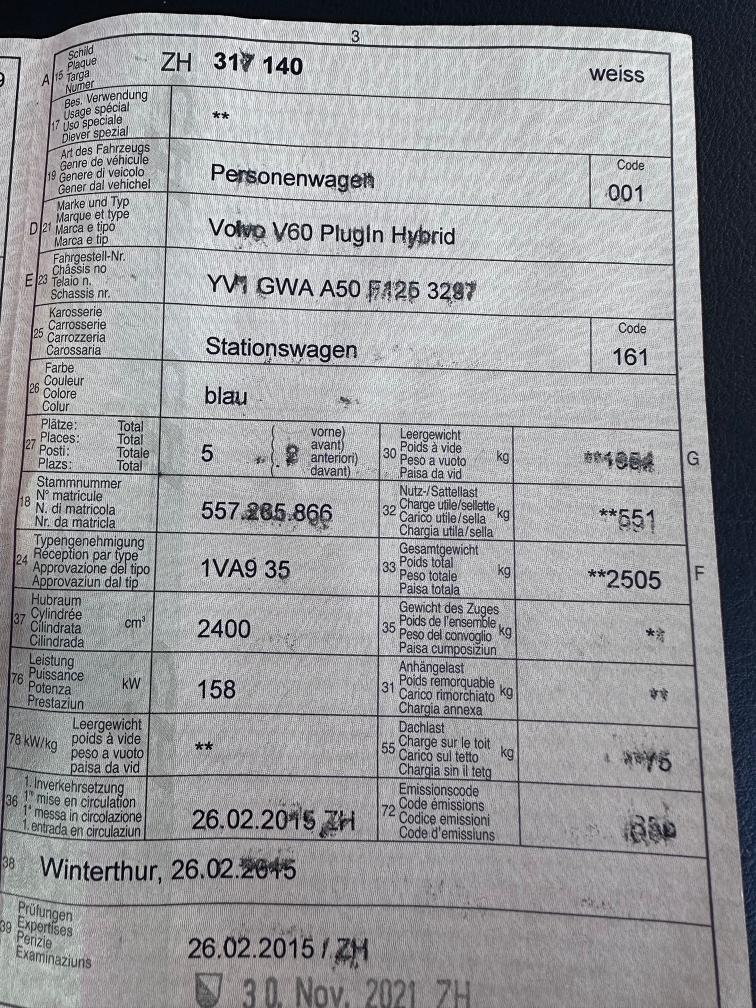 3
A 15 Schild
Plaque
Targa
Numer
ZH 317 140 weiss
17 Bes. Verwendung
Usage spécial
Uso speciale
Diever spezial
**
19 Art des Fahrzeugs
Genre de véhicule
Genere di veicolo
Gener dal vehichel
Personenwagen
Code
001
D 21 Marke und Typ
Marque et type
Marca e tipo
Marca e tip
Volvo V60 PlugIn Hybrid
E 23 Fahrgestell-Nr.
Châssis no
Telaio n.
Schassis nr.
YV1 GWA A50
25 Karosserie
Carrosserie
Carrozzeria
Carossaria
Stationswagen
Code
161
26 Farbe
Couleur
Colore
Colur
blau
27 Plätze: Total
Places: Total
Posti: Totale
Plazs: Total
5
( vorne)
avant)
anteriori)
davant)
30 Leergewicht
Poids à vide
Peso a vuoto
Paisa da vid
kg
G
18 Stammnummer
N° matricule
N. di matricola
Nr. da matricla
557.285.866
32 Nutz-/Sattellast
Charge utile/sellette
Carico utile/sella
Chargia utila/sella
kg
**551
24 Typengenehmigung
Réception par type
Approvazione del tipo
Approvaziun dal tip
1VA9 35
33 Gesamtgewicht
Poids total
Peso totale
Paisa totala
kg
**2505
F
37 Hubraum
Cylindrée
Cilindrata
Cilindrada
cm³
2400
35 Gewicht des Zuges
Poids de l'ensemble
Peso del convoglio
Paisa cumposiziun
kg
**
76 Leistung
Puissance
Potenza
Prestaziun
kW
158
31 Anhängelast
Poids remorquable
Carico rimorchiato
Chargia annexa
kg
**
78 kW/kg Leergewicht
poids à vide
peso a vuoto
paisa da vid
**
55 Dachlast
Charge sur le toit
Carico sul tetto
Chargia sin il tetg
kg
**75
36 1. Inverkehrsetzung
1re mise en circulation
1a messa in circolazione
1. entrada en circulaziun
26.02.2015 ZH
72 Emissionscode
Code émissions
Codice emissioni
Code d'emissiuns
38 Winterthur, 26.02.2015
39 Prüfungen
Expertises
Perizie
Examinaziuns
26.02.2015 / ZH
30. Nov. 2021 ZH